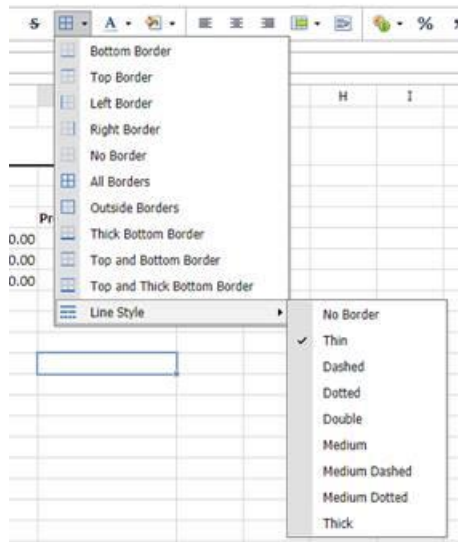 S A %
Bottom Border
Top Border
Left Border
H I
Right Border
No Border
All Borders
Outside Borders
Pr
Thick Bottom Border
0.00
Top and Bottom Border
0.00
Top and Thick Bottom Border
0.00
Line Style
No Border
Thin
Dashed
Dotted
Double
Medium
Medium Dashed
Medium Dotted
Thick